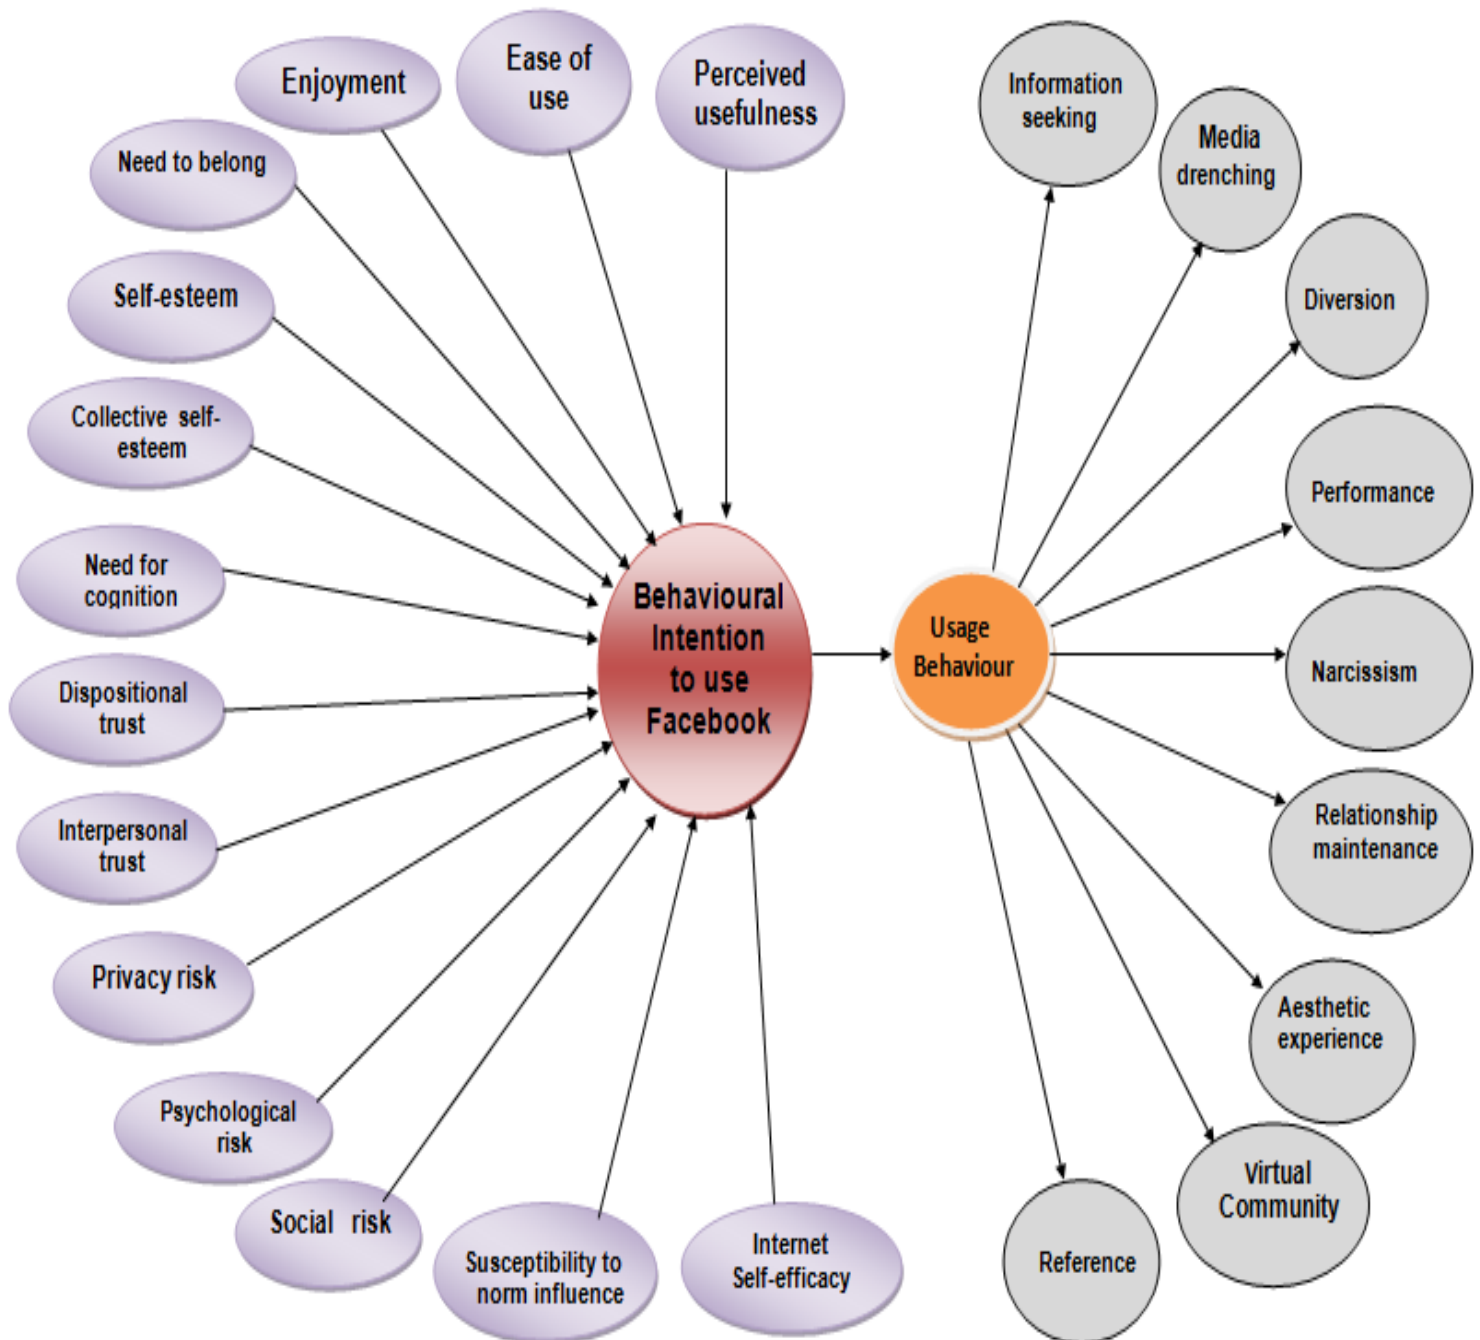 Enjoyment
Ease of
use
Perceived
usefulness
Need to belong
Self-esteem
Collective self-
esteem
Need for
cognition
Dispositional
trust
Interpersonal
trust
Privacy risk
Psychological
risk
Social risk
Susceptibility to
norm influence
Internet
Self-efficacy
Behavioural
Intention
to use
Facebook
Usage
Behaviour
Information
seeking
Media
drenching
Diversion
Performance
Narcissism
Relationship
maintenance
Aesthetic
experience
Virtual
Community
Reference